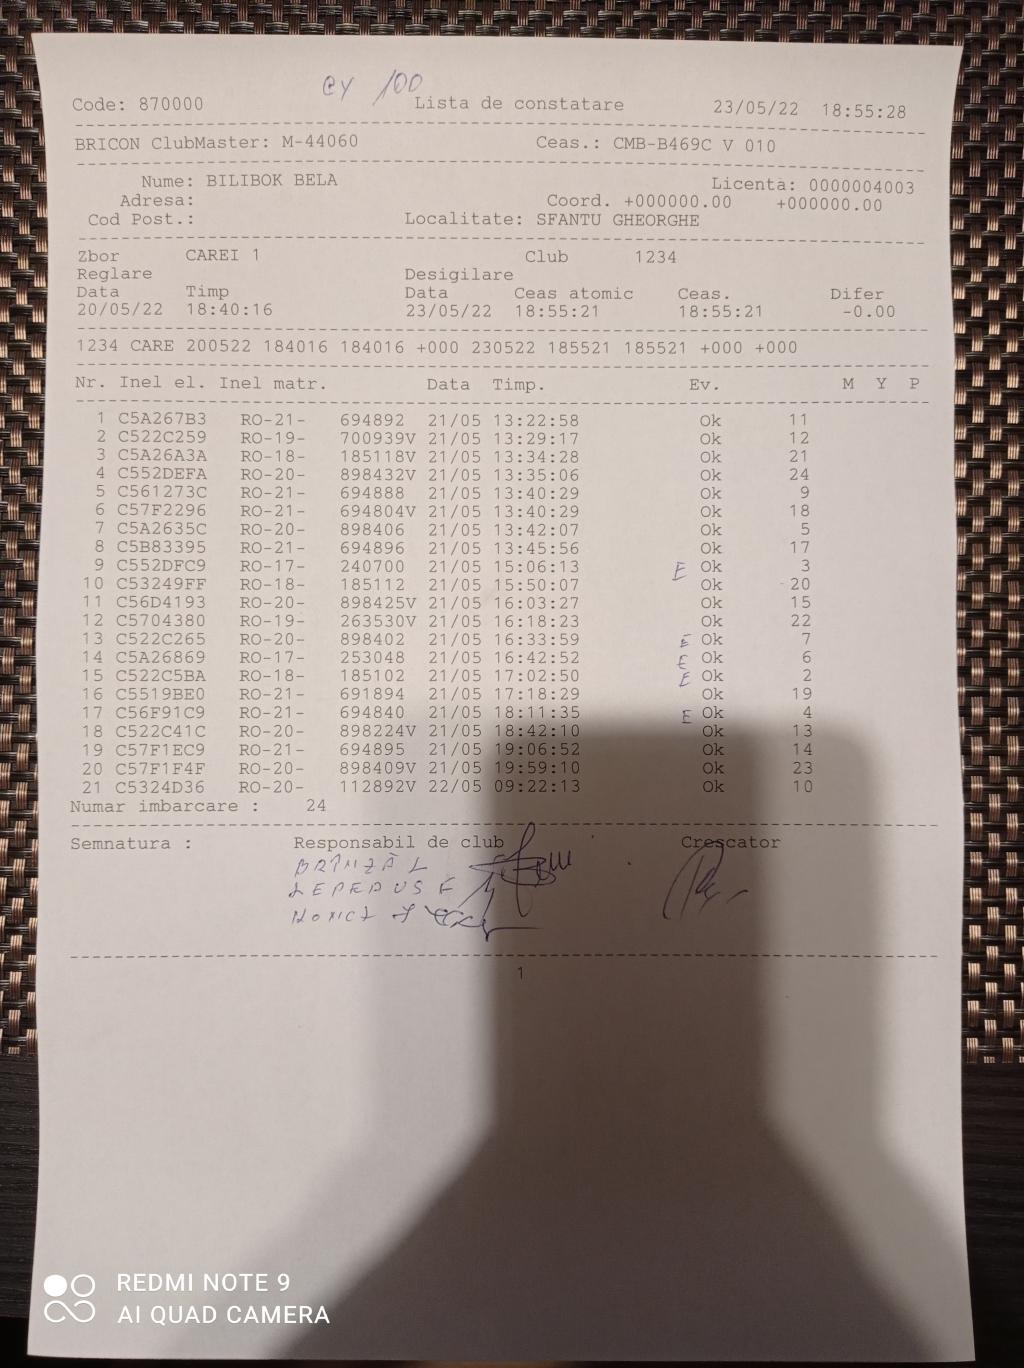 100
Code: 870000 Lista de constatare 23/05/22 18:55:28
BRICON ClubMaster: M-44060 Ceas.: CMB-B469C V 010
Nume: BILIBOK BELA Licenta: 0000004003
Adresa: Coord. +000000.00 +000000.00
Cod Post.: Localitate: SFANTU GHEORGHE
Zbor CAREI 1 Club 1234
Reglare Desigilare
Data Timp Data Ceas atomic Ceas. Difer
20/05/22 18:40:16 23/05/22 18:55:21 18:55:21 -0.00
1234 CARE 200522 184016 184016 +000 230522 185521 185521 +000 +000
Nr. Inel el. Inel matr. Data Timp. Ev. M Y P
1 C5A267B3 RO-21- 694892 21/05 13:22:58 Ok 11
2 C522C259 RO-19- 700939V 21/05 13:29:17 Ok 12
3 C5A26A3A RO-18- 185118V 21/05 13:34:28 Ok 21
4 C552DEFA RO-20- 898432V 21/05 13:35:06 Ok 24
5 C561273C RO-21- 694888 21/05 13:40:29 Ok 9
6 C57F2296 RO-21- 694804V 21/05 13:40:29 Ok 18
7 C5A2635C RO-20- 898406 21/05 13:42:07 Ok 5
8 C5B83395 RO-21- 694896 21/05 13:45:56 Ok 17
9 C552DFC9 RO-17- 240700 21/05 15:06:13 E Ok 3
10 C53249FF RO-18- 185112 21/05 15:50:07 Ok 20
11 C56D4193 RO-20- 898425V 21/05 16:03:27 Ok 15
12 C5704380 RO-19- 263530V 21/05 16:18:23 Ok 22
13 C522C265 RO-20- 898402 21/05 16:33:59 E Ok 7
14 C5A26869 RO-17- 253048 21/05 16:42:52 E Ok 6
15 C522C5BA RO-18- 185102 21/05 17:02:50 E Ok 2
16 C5519BE0 RO-21- 691894 21/05 17:18:29 Ok 19
17 C56F91C9 RO-21- 694840 21/05 18:11:35 E Ok 4
18 C522C41C RO-20- 898224V 21/05 18:42:10 Ok 13
19 C57F1EC9 RO-21- 694895 21/05 19:06:52 Ok 14
20 C57F1F4F RO-20- 898409V 21/05 19:59:10 Ok 23
21 C5324D36 RO-20- 112892V 22/05 09:22:13 Ok 10
Numar imbarcare : 24
Semnatura : Responsabil de club Crescator
BRÎNZĂ L
1
REDMI NOTE 9
AI QUAD CAMERA